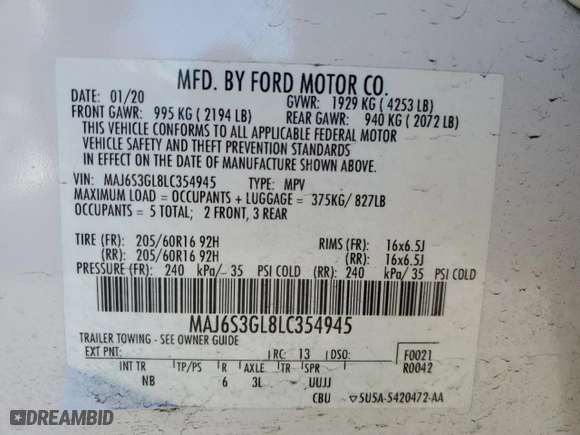 MFD. BY FORD MOTOR CO.
DATE: 01/20 GVWR: 1929 KG ( 4253 LB)
FRONT GAWR: 995 KG ( 2194 LB) REAR GAWR: 940 KG ( 2072 LB)
THIS VEHICLE CONFORMS TO ALL APPLICABLE FEDERAL MOTOR
VEHICLE SAFETY AND THEFT PREVENTION STANDARDS
IN EFFECT ON THE DATE OF MANUFACTURE SHOWN ABOVE.
VIN: MAJ6S3GL8LC354945 TYPE: MPV
MAXIMUM LOAD = OCCUPANTS + LUGGAGE = 375KG/ 827LB
OCCUPANTS = 5 TOTAL; 2 FRONT, 3 REAR
TIRE (FR): 205/60R16 92H RIMS (FR): 16x6.5J
(RR): 205/60R16 92H (RR): 16x6.5J
PRESSURE (FR): 240 kPa/ 35 PSI COLD (RR): 240 kPa/ 35 PSI COLD
MAJ6S3GL8LC354945
TRAILER TOWING - SEE OWNER GUIDE
EXT PNT: RC: 13 DSO: F0021
R0042
INT TR TP/PS R AXLE TR SPR
NB 6 3L UUJJ
CBU ▽5U5A-5420472-AA
DREAMBID